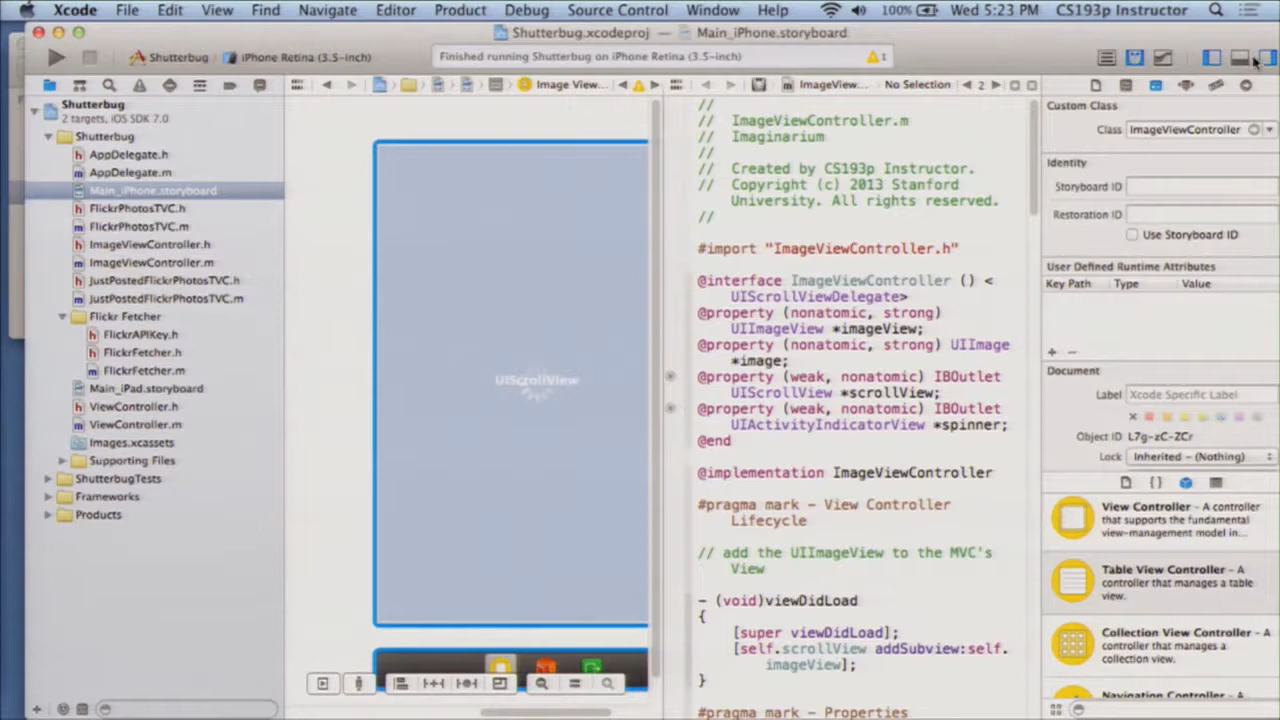 Xcode File Edit View Find Navigate Editor Product Debug Source Control Window Help 100% Wed 5:23 PM CS193p Instructor
Shutterbug.xcodeproj — Main_iPhone.storyboard
Shutterbug iPhone Retina (3.5-inch) Finished running Shutterbug on iPhone Retina (3.5-inch) 1
Image View... ImageView... No Selection 2
Shutterbug
2 targets, iOS SDK 7.0
Shutterbug
AppDelegate.h
AppDelegate.m
Main_iPhone.storyboard
FlickrPhotosTVC.h
FlickrPhotosTVC.m
ImageViewController.h
ImageViewController.m
JustPostedFlickrPhotosTVC.h
JustPostedFlickrPhotosTVC.m
Flickr Fetcher
FlickrAPIKey.h
FlickrFetcher.h
FlickrFetcher.m
Main_iPad.storyboard
ViewController.h
ViewController.m
Images.xcassets
Supporting Files
ShutterbugTests
Frameworks
Products
UIScrollView
//
// ImageViewController.m
// Imaginarium
//
// Created by CS193p Instructor.
// Copyright (c) 2013 Stanford
University. All rights reserved.
//
#import "ImageViewController.h"
@interface ImageViewController () <
UIScrollViewDelegate>
@property (nonatomic, strong)
UIImageView *imageView;
@property (nonatomic, strong) UIImage
*image;
@property (weak, nonatomic) IBOutlet
UIScrollView *scrollView;
@property (weak, nonatomic) IBOutlet
UIActivityIndicatorView *spinner;
@end
@implementation ImageViewController
#pragma mark - View Controller
Lifecycle
// add the UIImageView to the MVC's
View
- (void)viewDidLoad
{
[super viewDidLoad];
[self.scrollView addSubview:self.
imageView];
}
#pragma mark - Properties
Custom Class
Class ImageViewController
Identity
Storyboard ID
Restoration ID
Use Storyboard ID
User Defined Runtime Attributes
Key Path Type Value
Document
Label Xcode Specific Label
Object ID L7g-zC-ZCr
Lock Inherited - (Nothing)
View Controller - A controller
that supports the fundamental
view-management model in...
Table View Controller - A
controller that manages a table
view.
Collection View Controller - A
controller that manages a
collection view.
Navigation Controller - A